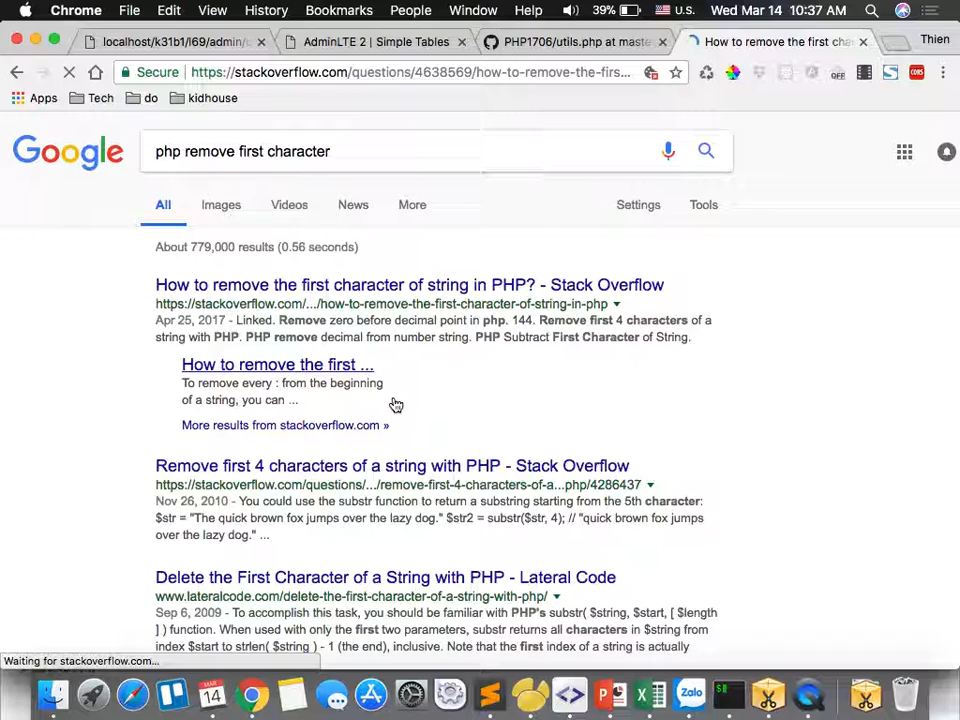 Chrome File Edit View History Bookmarks People Window Help 39% U.S. Wed Mar 14 10:37 AM
localhost/k31b1/l69/admin/c AdminLTE 2 | Simple Tables PHP1706/utils.py at maste How to remove the first cha Thien
Secure https://stackoverflow.com/questions/4638569/how-to-remove-the-firs... OFF CORS
Apps Tech do kidhouse
Google php remove first character
All Images Videos News More Settings Tools
About 779,000 results (0.56 seconds)
How to remove the first character of string in PHP? - Stack Overflow
https://stackoverflow.com/.../how-to-remove-the-first-character-of-string-in-php
Apr 25, 2017 - Linked. Remove zero before decimal point in php. 144. Remove first 4 characters of a
string with PHP. PHP remove decimal from number string. PHP Subtract First Character of String.
How to remove the first ...
To remove every : from the beginning
of a string, you can ...
More results from stackoverflow.com »
Remove first 4 characters of a string with PHP - Stack Overflow
https://stackoverflow.com/questions/.../remove-first-4-characters-of-a...php/4286437
Nov 26, 2010 - You could use the substr function to return a substring starting from the 5th character:
$str = "The quick brown fox jumps over the lazy dog." $str2 = substr($str, 4); // "quick brown fox jumps
over the lazy dog." ...
Delete the First Character of a String with PHP - Lateral Code
www.lateralcode.com/delete-the-first-character-of-a-string-with-php/
Sep 6, 2009 - To accomplish this task, you should be familiar with PHP's substr( $string, $start, [ $length
] ) function. When used with only the first two parameters, substr returns all characters in $string from
index $start to strlen( $string ) - 1 (the end), inclusive. Note that the first index of a string is actually
Waiting for stackoverflow.com...
MAR
14
Zalo